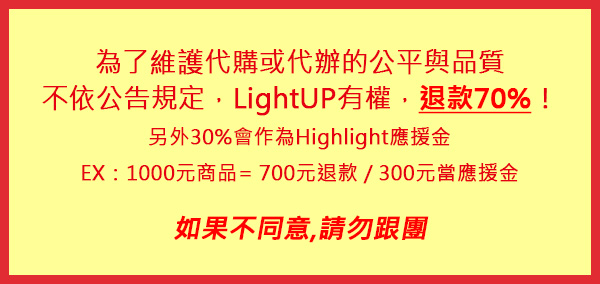 為了維護代購或代辦的公平與品質
不依公告規定，LightUP有權，退款70%！
另外30%會作為Highlight應援金
EX：1000元商品= 700元退款 / 300元當應援金
如果不同意,請勿跟團